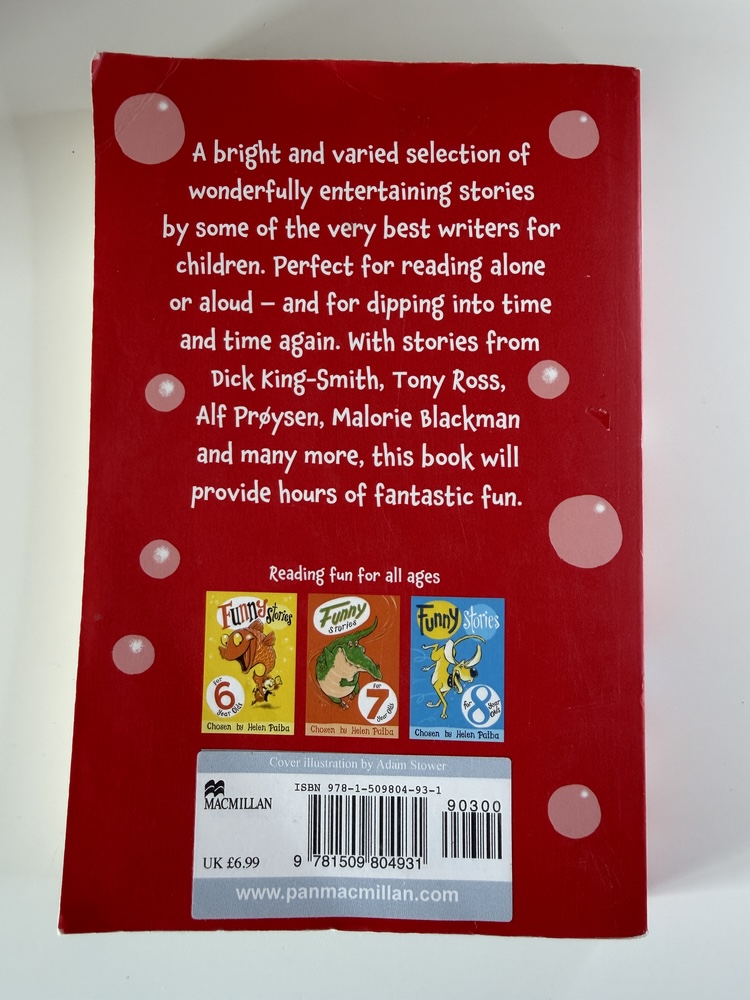 A bright and varied selection of
wonderfully entertaining stories
by some of the very best writers for
children. Perfect for reading alone
or aloud – and for dipping into time
and time again. With stories from
Dick King-Smith, Tony Ross,
Alf Prøysen, Malorie Blackman
and many more, this book will
provide hours of fantastic fun.
Reading fun for all ages
Funny Stories
for 6 Year Olds
Chosen by Helen Paiba
Funny Stories
for 7 Year Olds
Chosen by Helen Paiba
Funny Stories
for 8 Year Olds
Chosen by Helen Paiba
Cover illustration by Adam Stower
MACMILLAN
UK £6.99
ISBN 978-1-509804-93-1
90300
9 781509 804931
www.panmacmillan.com